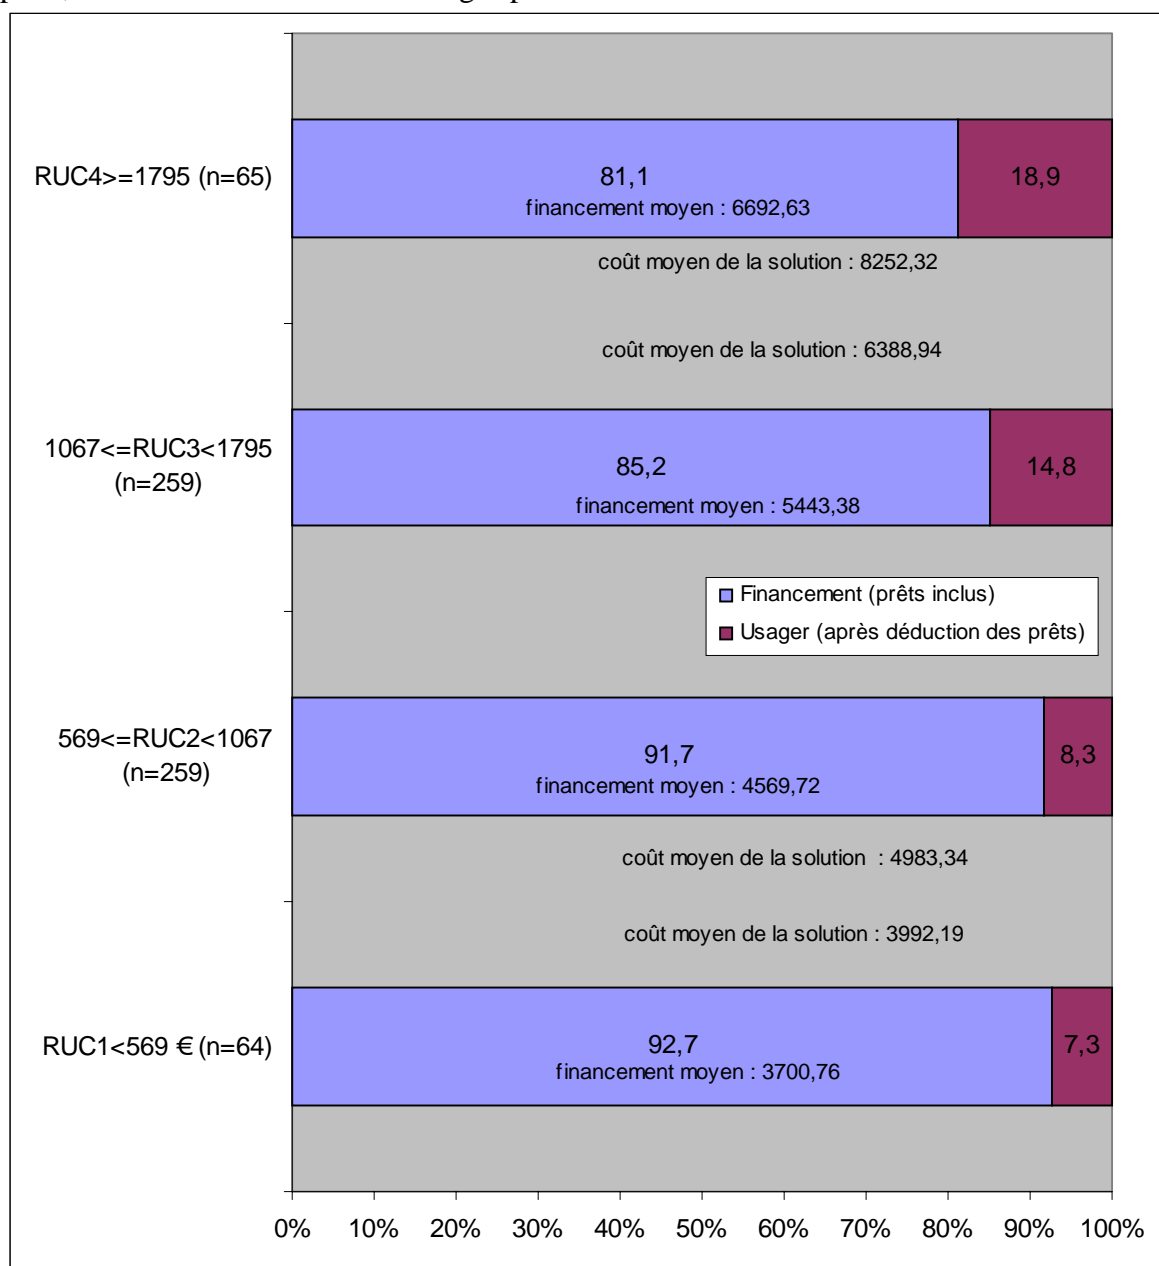 RUC4>=1795 (n=65)
81,1
18,9
financement moyen : 6692,63
coût moyen de la solution : 8252,32
coût moyen de la solution : 6388,94
1067<=RUC3<1795
(n=259)
85,2
14,8
financement moyen : 5443,38
Financement (prêts inclus)
Usager (après déduction des prêts)
569<=RUC2<1067
(n=259)
91,7
8,3
financement moyen : 4569,72
coût moyen de la solution : 4983,34
coût moyen de la solution : 3992,19
RUC1<569 € (n=64)
92,7
7,3
financement moyen : 3700,76
0% 10% 20% 30% 40% 50% 60% 70% 80% 90% 100%